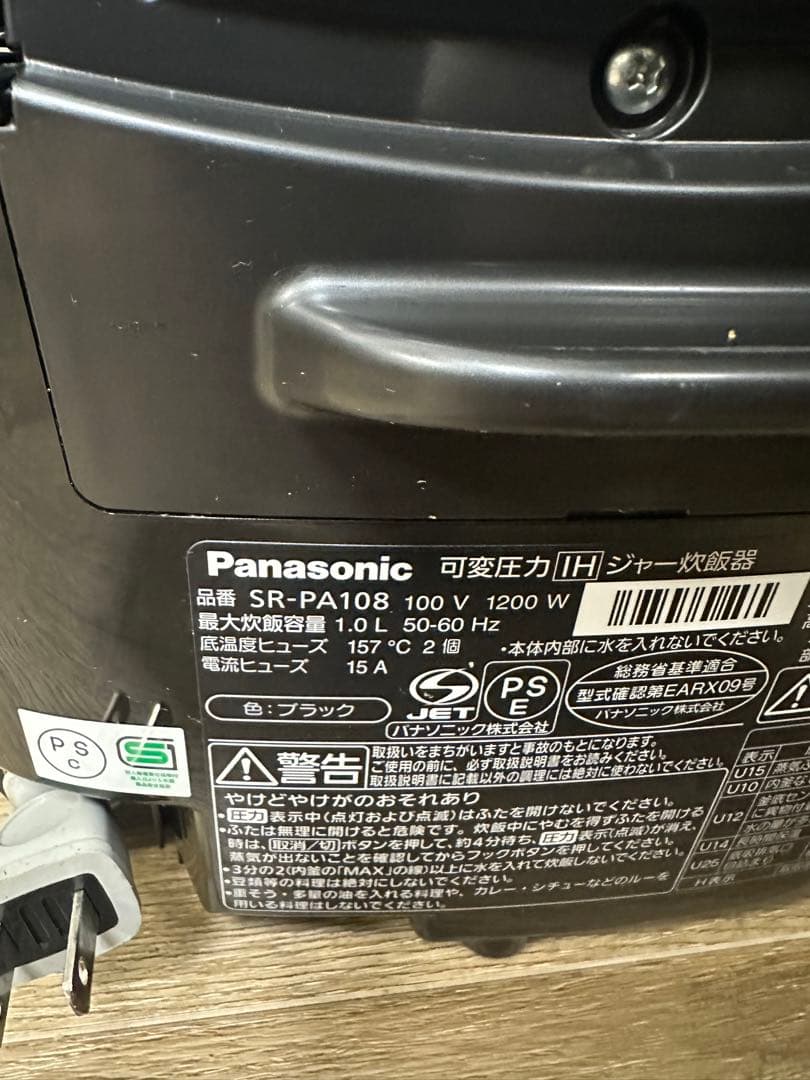 Panasonic 可変圧力 IH ジャー炊飯器
品番 SR-PA108 100 V 1200 W
最大炊飯容量 1.0 L 50-60 Hz
低温度ヒューズ 157 ℃ 2 個 •本体内部に水を入れないでください。
電流ヒューズ 15 A
JET
PS
E
総務省基準適合
型式確認第EARX09号
パナソニック株式会社
色:ブラック
パナソニック株式会社
PS
C
警告
取扱いをまちがいますと事故のもとになります。
ご使用の前に、必ず取扱説明書をお読みください。
取扱説明書に記載以外の調理には絶対に使わないでください。
やけどやけがのおそれあり
•圧力表示中(点灯および点滅)はふたを開けないでください。
•ふたは無理に開けると危険です。炊飯中にやむを得ずふたを開ける
時は、取消/切ボタンを押して、約4分待ち、圧力表示(点滅)が消え、
蒸気が出ないことを確認してからフックボタンを押してください。
•3分の2(内釜の「MAX」の線)以上に水を入れて炊飯しないでください。
•豆類等の料理は絶対にしないでください。
•重そう・多量の油を入れる料理や、カレー・シチューなどのルーを
用いる料理はしないでください。
表示
U15 蒸気ふ
U10 内釜な
U12
U14
U26
H表示